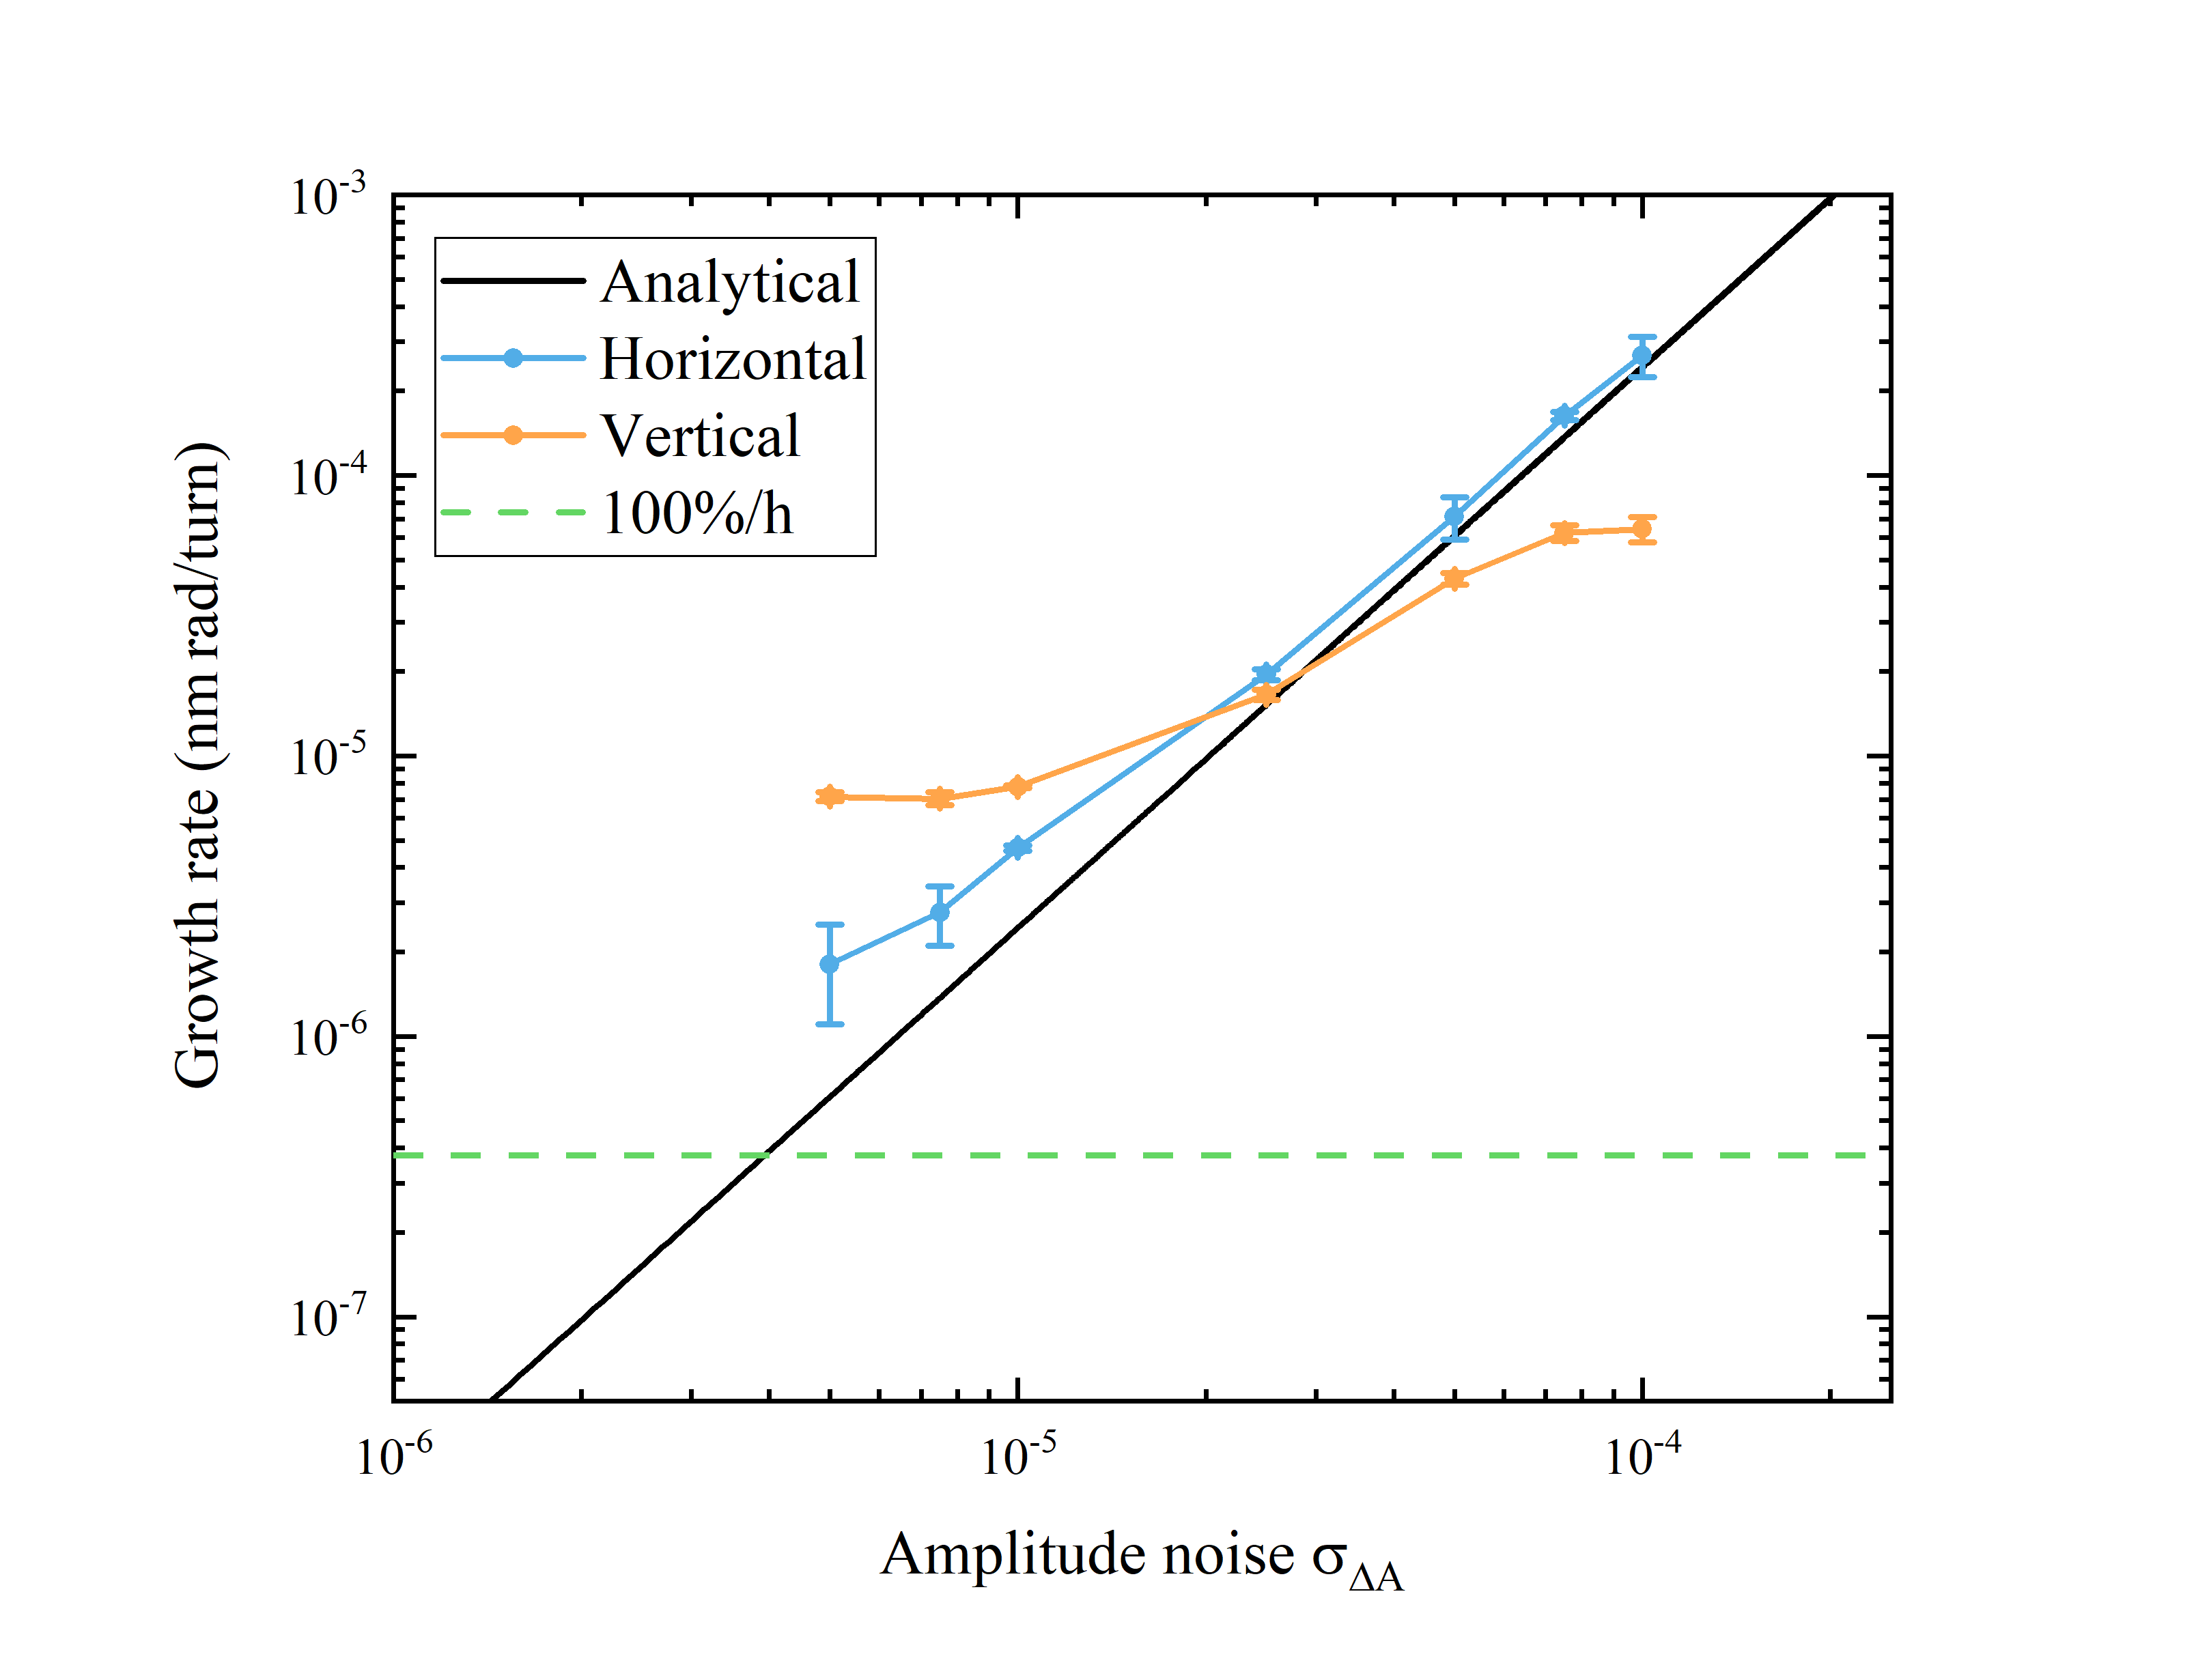 10^-3
10^-4
10^-5
10^-6
10^-7
Growth rate (nm rad/turn)
Analytical
Horizontal
Vertical
100%/h
10^-6 10^-5 10^-4
Amplitude noise σ_ΔA